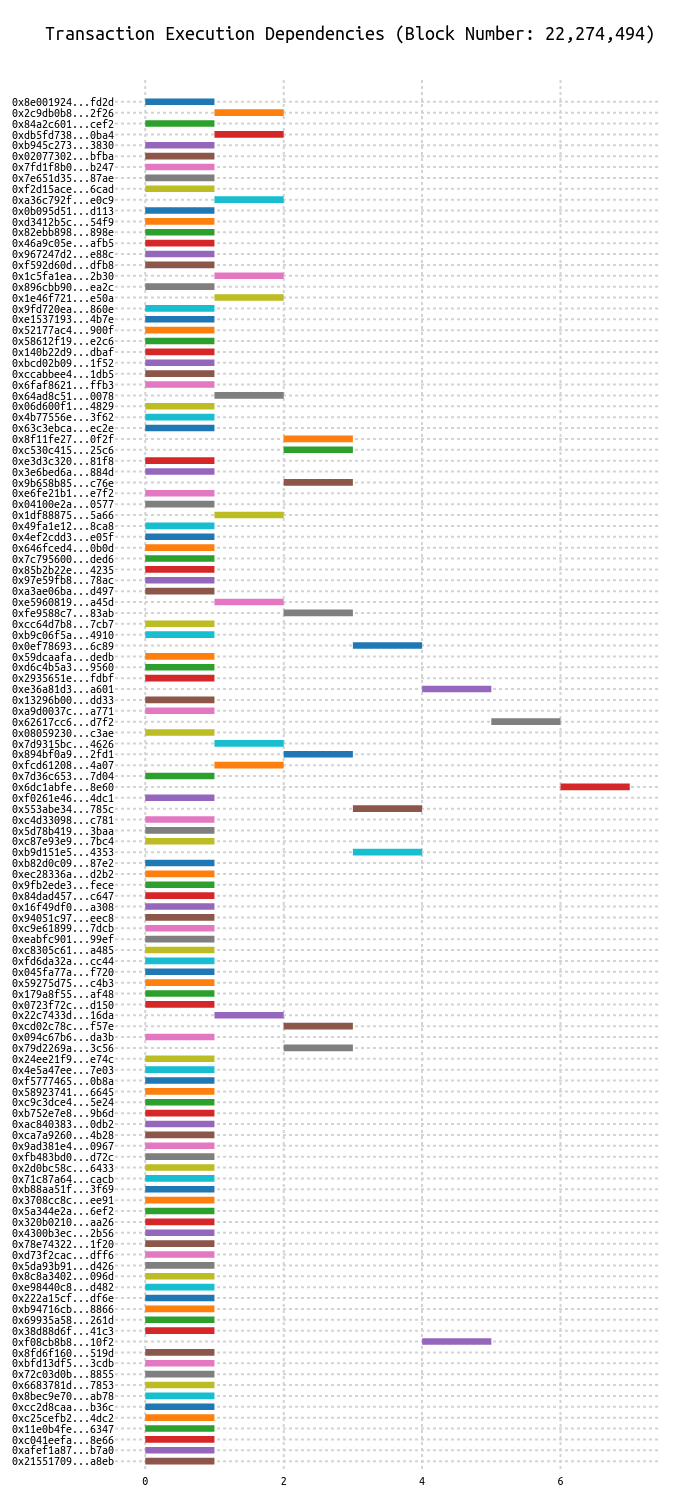 Transaction Execution Dependencies (Block Number: 22,274,494)
0x8e001924...fd2d
0x2c9db0b8...2f26
0x84a2c601...cef2
0xdb5fd738...0ba4
0xb945c273...3830
0x02077302...bfba
0x7fd1f8b0...b247
0x7e651d35...87ae
0xf2d15ace...6cad
0xa36c792f...e0c9
0x0b095d51...d113
0xd3412b5c...54f9
0x82ebb898...898e
0x46a9c05e...afb5
0x967247d2...e88c
0xf592d60d...dfb8
0x1c5fa1ea...2b30
0x896cbb90...ea2c
0x1e46f721...e50a
0x9fd720ea...860e
0xe1537193...4b7e
0x52177ac4...900f
0x58612f19...e2c6
0x140b22d9...dbaf
0xbcd02b09...1f52
0xccabbee4...1db5
0x6faf8621...ffb3
0x64ad8c51...0078
0x06d600f1...4829
0x4b77556e...3f62
0x63c3ebca...ec2e
0x8f11fe27...0f2f
0xc530c415...25c6
0xe3d3c320...81f8
0x3e6bed6a...884d
0x9b658b85...c76e
0xe6fe21b1...e7f2
0x04100e2a...0577
0x1df88875...5a66
0x49fa1e12...8ca8
0x4ef2cdd3...e05f
0x646fced4...0b0d
0x7c795600...ded6
0x85b2b22e...4235
0x97e59fb8...78ac
0xa3ae06ba...d497
0xe5960819...a45d
0xfe9588c7...83ab
0xcc64d7b8...7cb7
0xb9c06f5a...4910
0x0ef78693...6c89
0x59dcaafa...dedb
0xd6c4b5a3...9560
0x2935651e...fdbf
0xe36a81d3...a601
0x13296b00...dd33
0xa9d0037c...a771
0x62617cc6...d7f2
0x08059230...c3ae
0x7d9315bc...4626
0x894bf0a9...2fd1
0xfcd61208...4a07
0x7d36c653...7d04
0x6dc1abfe...8e60
0xf0261e46...4dc1
0x553abe34...785c
0xc4d33098...c781
0x5d78b419...3baa
0xc87e93e9...7bc4
0xb9d151e5...4353
0xb82d0c09...87e2
0xec28336a...d2b2
0x9fb2ede3...fece
0x84dad457...c647
0x16f49df0...a308
0x94051c97...eec8
0xc9e61899...7dcb
0xeabfc901...99ef
0xc8305c61...a485
0xfd6da32a...cc44
0x045fa77a...f720
0x59275d75...c4b3
0x179a8f55...af48
0x0723f72c...d150
0x22c7433d...16da
0xcd02c78c...f57e
0x094c67b6...da3b
0x79d2269a...3c56
0x24ee21f9...e74c
0x4e5a47ee...7e03
0xf5777465...0b8a
0x58923741...6645
0xc9c3dce4...5e24
0xb752e7e8...9b6d
0xac840383...0db2
0xca7a9260...4b28
0x9ad381e4...0967
0xfb483bd0...d72c
0x2d0bc58c...6433
0x71c87a64...cacb
0xb88aa51f...3f69
0x3708cc8c...ee91
0x5a344e2a...6ef2
0x320b0210...aa26
0x4300b3ec...2b56
0x78e74322...1f20
0xd73f2cac...dff6
0x5da93b91...d426
0x8c8a3402...096d
0xe98440c8...d482
0x222a15cf...df6e
0xb94716cb...8866
0x69935a58...261d
0x38d88d6f...41c3
0xf08cb8b8...10f2
0x8fd6f160...519d
0xbfd13df5...3cdb
0x72c03d0b...8855
0x6683781d...7853
0x8bec9e70...ab78
0xcc2d8caa...b36c
0xc25cefb2...4dc2
0x11e0b4fe...6347
0xc041eefa...8e66
0xafef1a87...b7a0
0x21551709...a8eb
0 2 4 6